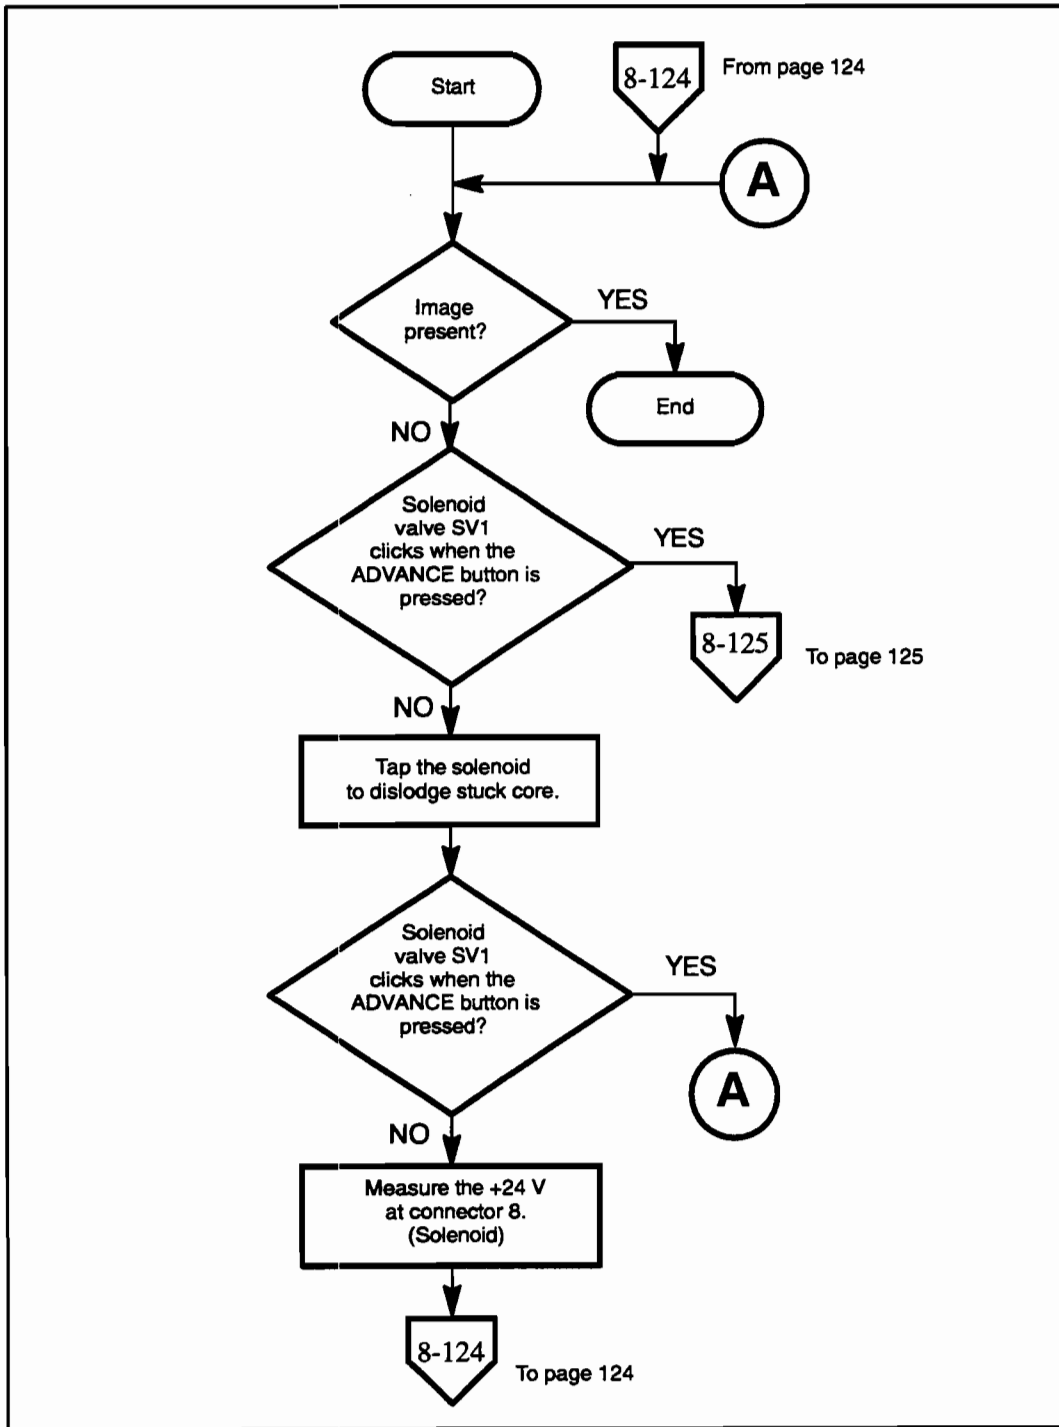 Start
8-124
From page 124
A
Image
present?
YES
End
NO
Solenoid
valve SV1
clicks when the
ADVANCE button is
pressed?
YES
8-125
To page 125
NO
Tap the solenoid
to dislodge stuck core.
Solenoid
valve SV1
clicks when the
ADVANCE button is
pressed?
YES
A
NO
Measure the +24 V
at connector 8.
(Solenoid)
8-124
To page 124